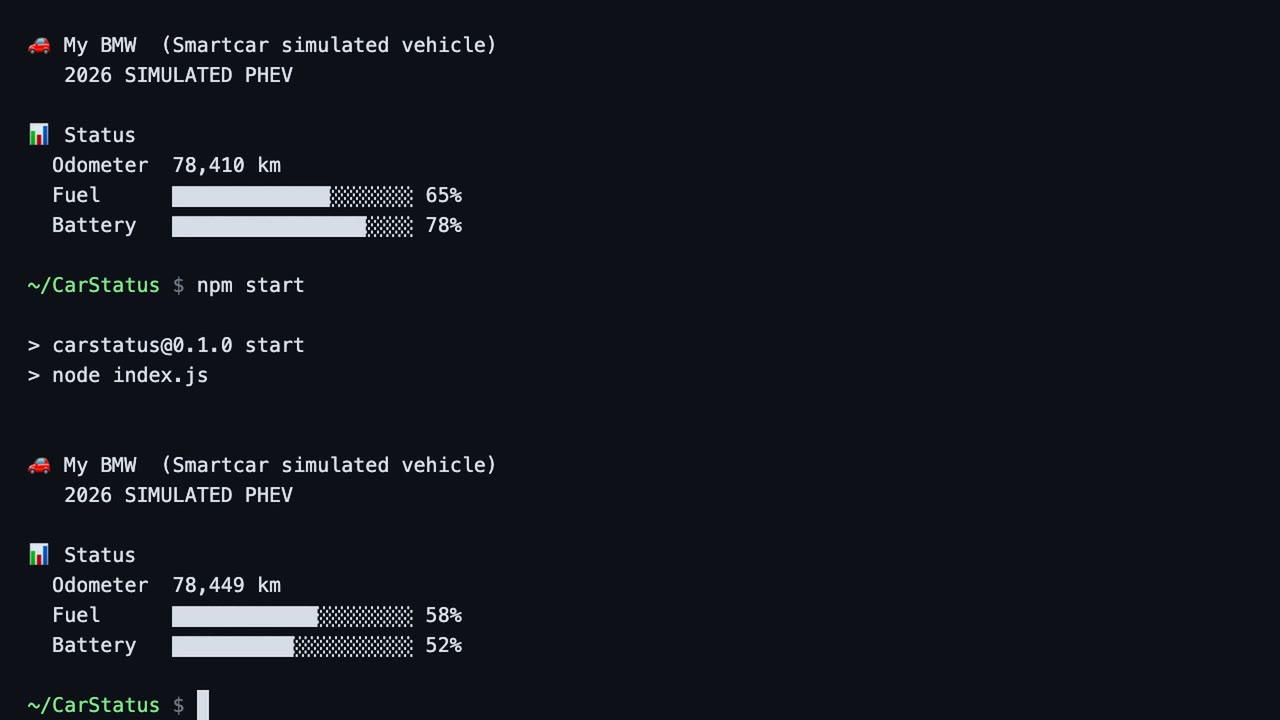 🚗 My BMW  (Smartcar simulated vehicle)
2026 SIMULATED PHEV
📊 Status
Odometer  78,410 km
Fuel 65%
Battery 78%
~/CarStatus $ npm start
> carstatus@0.1.0 start
> node index.js
🚗 My BMW  (Smartcar simulated vehicle)
2026 SIMULATED PHEV
📊 Status
Odometer  78,449 km
Fuel 58%
Battery 52%
~/CarStatus $